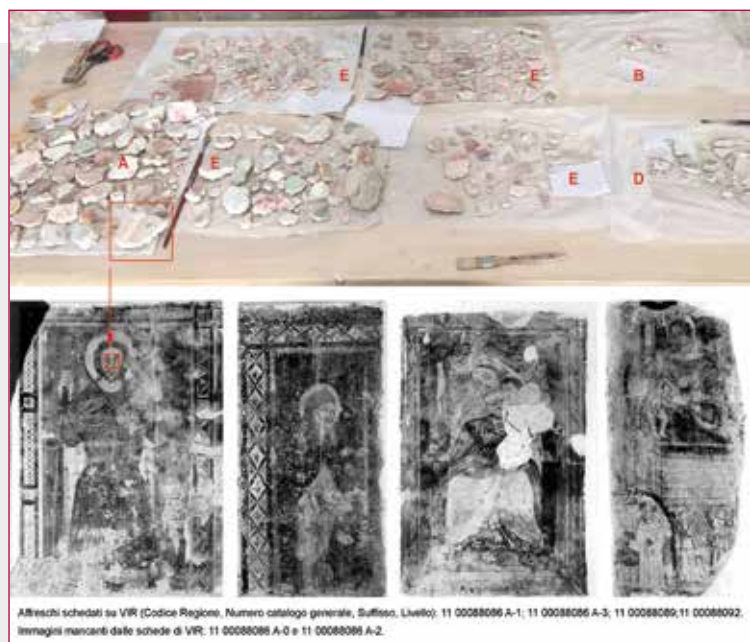 E
E
B
A
E
E
D
Affreschi schedati su VIR (Codice Regione, Numero catalogo generale, Suffisso, Livello): 11 00088086 A-1; 11 00088086 A-3; 11 00088089;11 00088092.
Immagini mancanti dalle schede di VIR: 11 00088086 A-0 e 11 00088086 A-2.